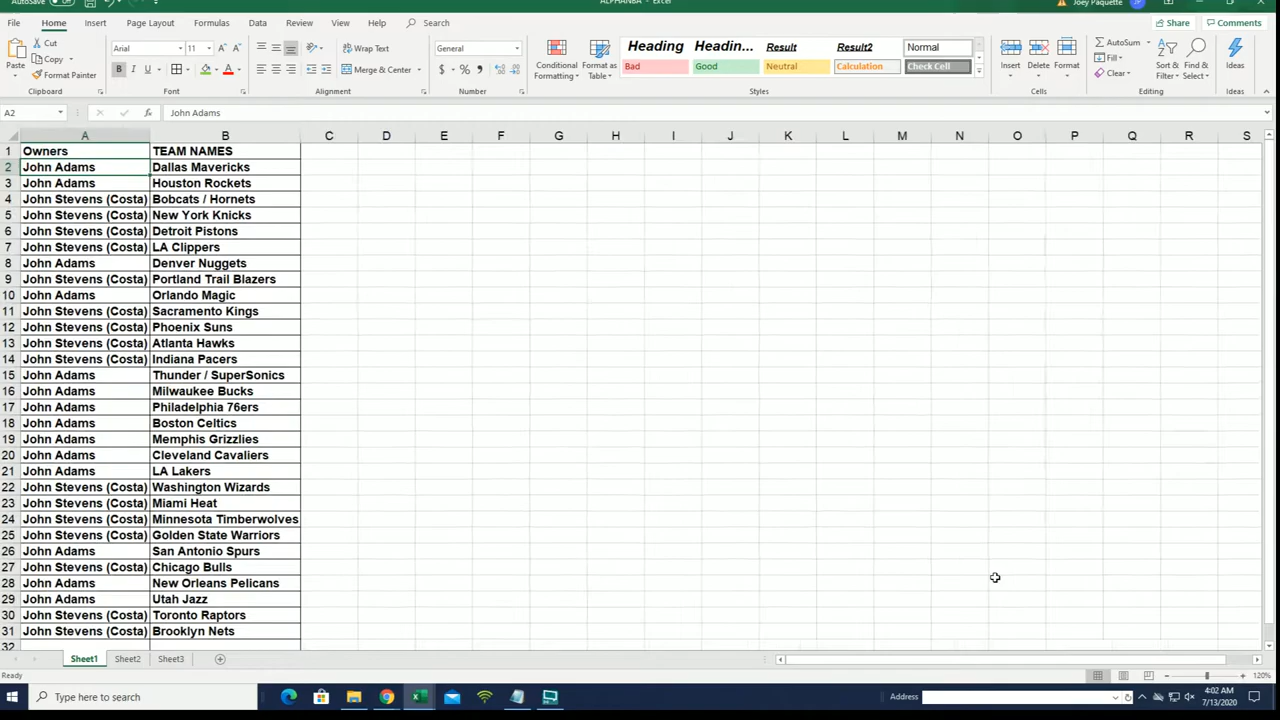 AutoSave Off ALPHANBA - Excel Joey Paquette JP
File Home Insert Page Layout Formulas Data Review View Help Search Share Comments
Cut Copy Format Painter Paste Clipboard
Arial 11 B I U A A Font
Wrap Text Merge & Center Alignment
General $ % Number
Conditional Formatting Format as Table
Heading Headin... Result Result2 Normal
Bad Good Neutral Calculation Check Cell
Styles
Insert Delete Format Cells
AutoSum Fill Clear Sort & Filter Find & Select Editing
Ideas Ideas
A2 fx John Adams
A B C D E F G H I J K L M N O P Q R S
1 Owners TEAM NAMES
2 John Adams Dallas Mavericks
3 John Adams Houston Rockets
4 John Stevens (Costa) Bobcats / Hornets
5 John Stevens (Costa) New York Knicks
6 John Stevens (Costa) Detroit Pistons
7 John Stevens (Costa) LA Clippers
8 John Adams Denver Nuggets
9 John Stevens (Costa) Portland Trail Blazers
10 John Adams Orlando Magic
11 John Stevens (Costa) Sacramento Kings
12 John Stevens (Costa) Phoenix Suns
13 John Stevens (Costa) Atlanta Hawks
14 John Stevens (Costa) Indiana Pacers
15 John Adams Thunder / SuperSonics
16 John Adams Milwaukee Bucks
17 John Adams Philadelphia 76ers
18 John Adams Boston Celtics
19 John Adams Memphis Grizzlies
20 John Adams Cleveland Cavaliers
21 John Adams LA Lakers
22 John Stevens (Costa) Washington Wizards
23 John Stevens (Costa) Miami Heat
24 John Stevens (Costa) Minnesota Timberwolves
25 John Stevens (Costa) Golden State Warriors
26 John Adams San Antonio Spurs
27 John Stevens (Costa) Chicago Bulls
28 John Adams New Orleans Pelicans
29 John Adams Utah Jazz
30 John Stevens (Costa) Toronto Raptors
31 John Stevens (Costa) Brooklyn Nets
32
Sheet1 Sheet2 Sheet3
Ready 120%
Type here to search Address 4:02 AM
7/13/2020